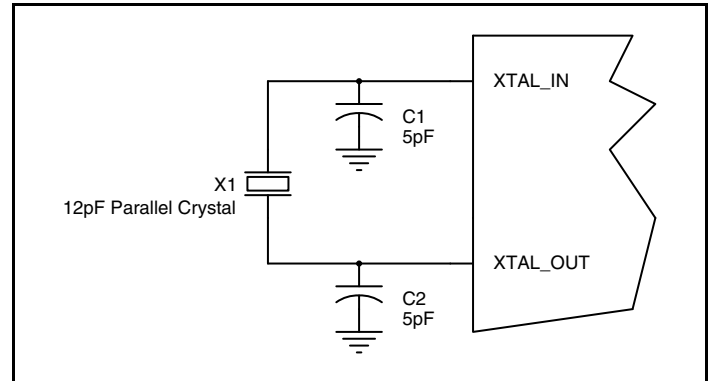 XTAL_IN
C1
5pF
X1
12pF Parallel Crystal
XTAL_OUT
C2
5pF